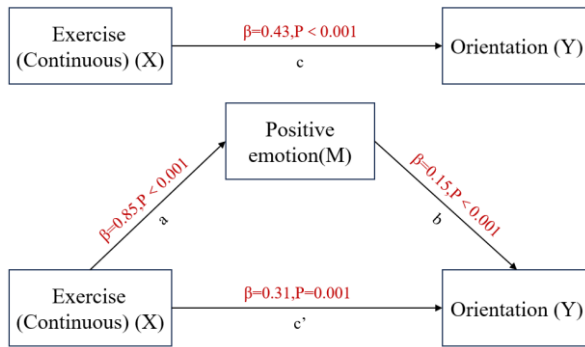 Exercise
(Continuous) (X)
β=0.43,P < 0.001
c
Orientation (Y)
Positive
emotion(M)
β=0.85,P < 0.001
a
β=0.15,P < 0.001
b
Exercise
(Continuous) (X)
β=0.31,P=0.001
c’
Orientation (Y)